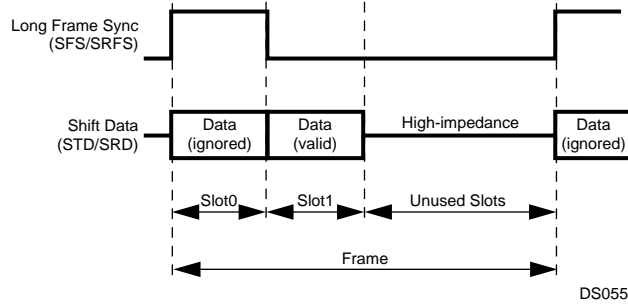 Long Frame Sync
(SFS/SRFS)
Shift Data
(STD/SRD)
Data
(ignored)
Data
(valid)
High-impedance
Data
(ignored)
Slot0
Slot1
Unused Slots
Frame
DS055